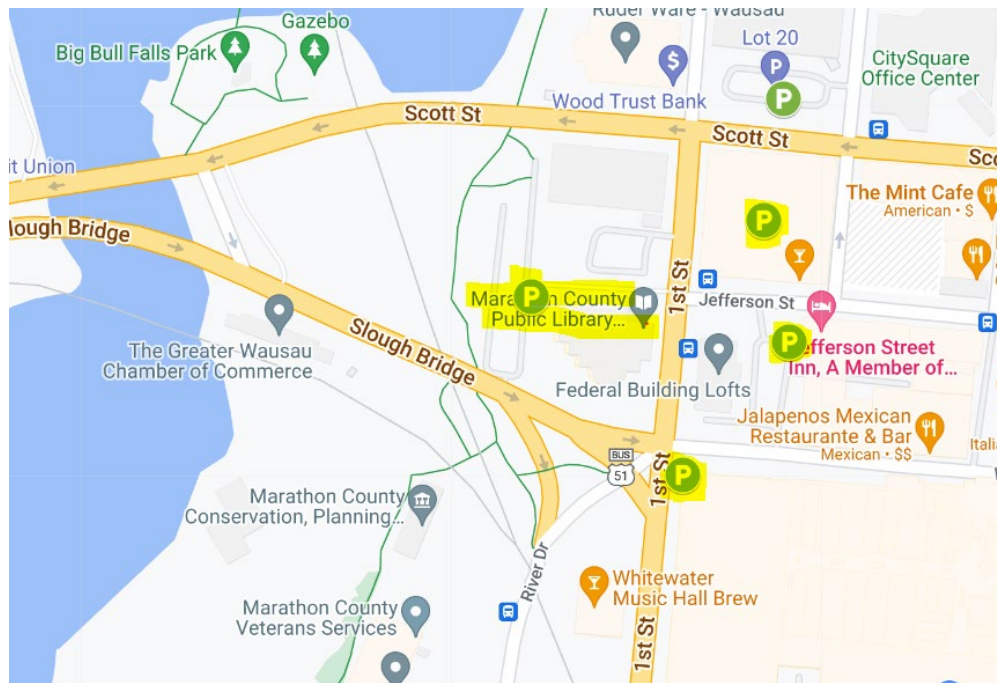 Ruder Ware - Wausau
Gazebo
Big Bull Falls Park
Lot 20
P
$
P
CitySquare
Office Center
Wood Trust Bank
Scott St
Scott St
it Union
The Mint Cafe
American • $
P
lough Bridge
1st St
Jefferson St
P
Marathon County
Public Library...
Slough Bridge
P
The Greater Wausau
Chamber of Commerce
efferson Street
Inn, A Member of...
Federal Building Lofts
Jalapenos Mexican
Restaurante & Bar
Mexican • $$
Itali
BUS
51
1st St
P
Marathon County
Conservation, Planning...
River Dr
Whitewater
Music Hall Brew
Marathon County
Veterans Services
1st St